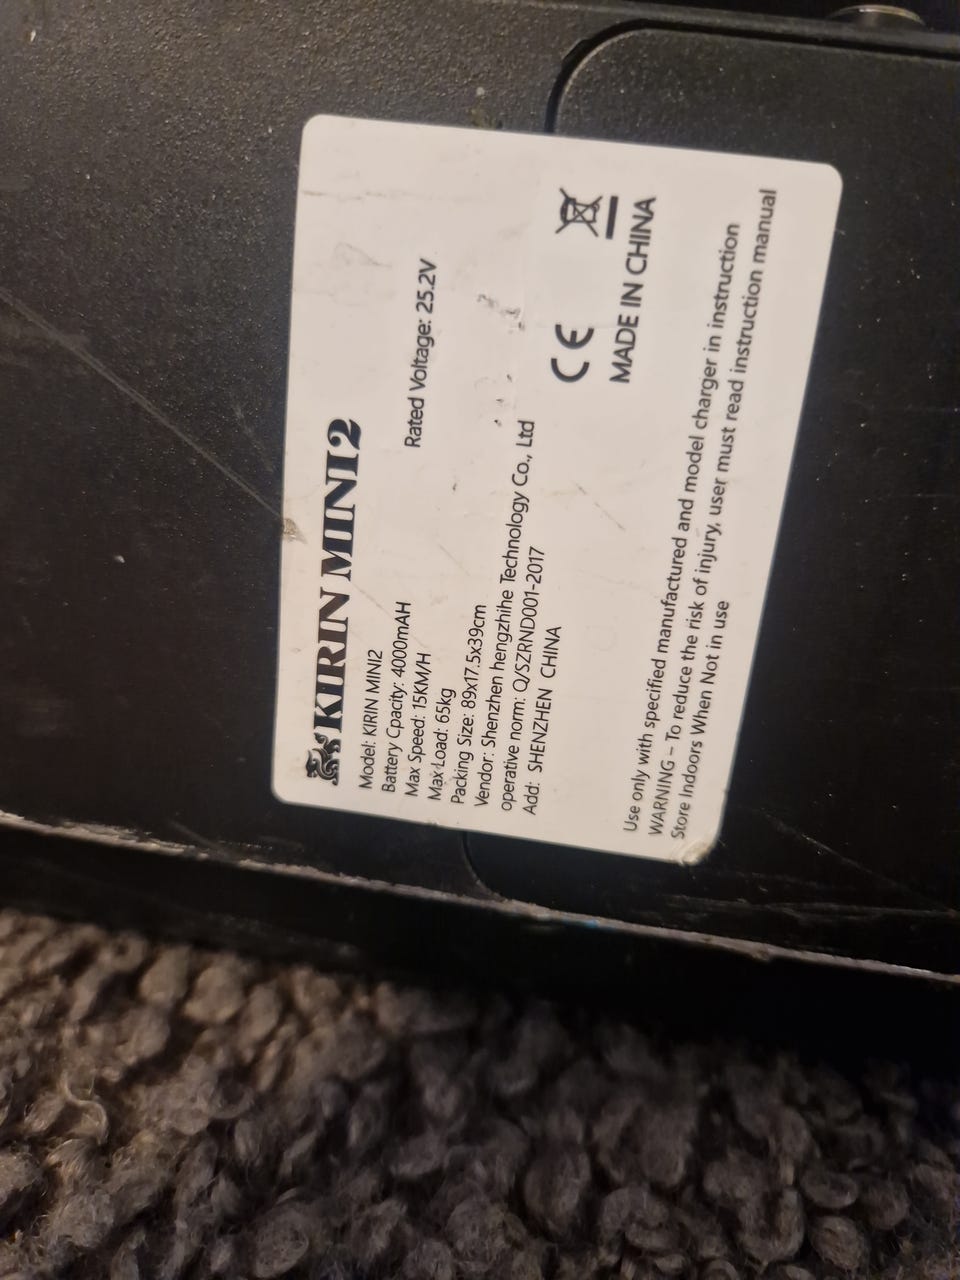 KIRIN MINI2
Model: KIRIN MINI2
Battery Cpacity: 4000mAH
Max Speed: 15KM/H Rated Voltage: 25.2V
Max Load: 65kg
Packing Size: 89x17.5x39cm
Vendor: Shenzhen hengzhihe Technology Co., Ltd
operative norm: Q/SZRND001-2017
Add: SHENZHEN CHINA
CE
MADE IN CHINA
Use only with specified manufactured and model charger in instruction
WARNING – To reduce the risk of injury, user must read instruction manual
Store Indoors When Not in use